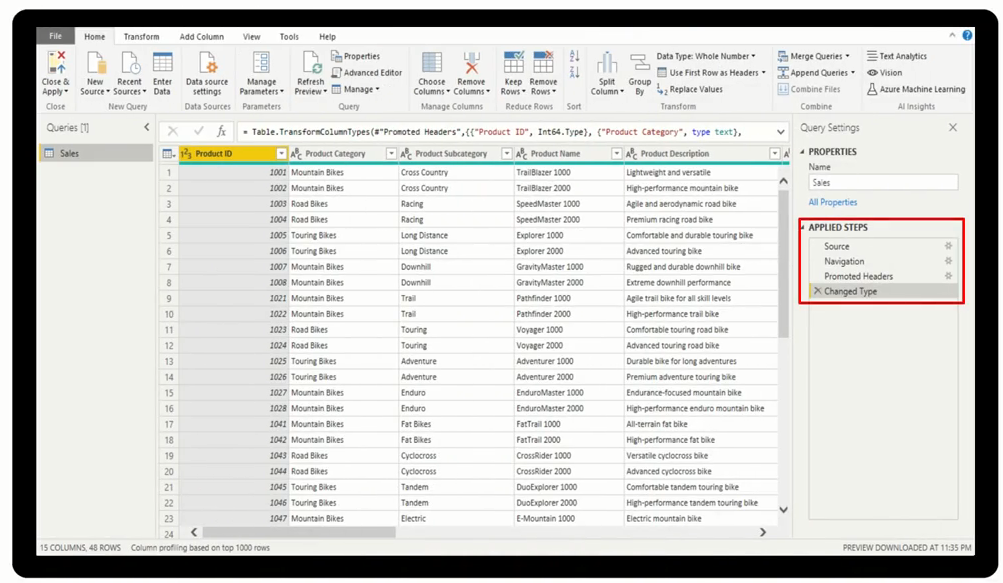 File Home Transform Add Column View Tools Help
Close & Apply
New Source
Recent Sources
Enter Data
Data source settings
Manage Parameters
Refresh Preview
Properties
Advanced Editor
Manage
Choose Columns
Remove Columns
Keep Rows
Remove Rows
Split Column
Group By
Data Type: Whole Number
Use First Row as Headers
Replace Values
Merge Queries
Append Queries
Combine Files
Text Analytics
Vision
Azure Machine Learning
Close New Query Data Sources Parameters Query Manage Columns Reduce Rows Sort Transform Combine AI Insights
Queries [1]
Sales
fx = Table.TransformColumnTypes(#"Promoted Headers",{{"Product ID", Int64.Type}, {"Product Category", type text},
Product ID Product Category Product Subcategory Product Name Product Description
1 1001 Mountain Bikes Cross Country TrailBlazer 1000 Lightweight and versatile
2 1002 Mountain Bikes Cross Country TrailBlazer 2000 High-performance mountain bike
3 1003 Road Bikes Racing SpeedMaster 1000 Agile and aerodynamic road bike
4 1004 Road Bikes Racing SpeedMaster 2000 Premium racing road bike
5 1005 Touring Bikes Long Distance Explorer 1000 Comfortable and durable touring bike
6 1006 Touring Bikes Long Distance Explorer 2000 Advanced touring bike
7 1007 Mountain Bikes Downhill GravityMaster 1000 Rugged and durable downhill bike
8 1008 Mountain Bikes Downhill GravityMaster 2000 Extreme downhill performance
9 1021 Mountain Bikes Trail Pathfinder 1000 Agile trail bike for all skill levels
10 1022 Mountain Bikes Trail Pathfinder 2000 High-performance trail bike
11 1023 Road Bikes Touring Voyager 1000 Comfortable touring road bike
12 1024 Road Bikes Touring Voyager 2000 Advanced touring road bike
13 1025 Touring Bikes Adventure Adventurer 1000 Durable bike for long adventures
14 1026 Touring Bikes Adventure Adventurer 2000 Premium adventure touring bike
15 1027 Mountain Bikes Enduro EnduroMaster 1000 Endurance-focused mountain bike
16 1028 Mountain Bikes Enduro EnduroMaster 2000 High-performance enduro mountain bike
17 1041 Mountain Bikes Fat Bikes FatTrail 1000 All-terrain fat bike
18 1042 Mountain Bikes Fat Bikes FatTrail 2000 High-performance fat bike
19 1043 Road Bikes Cyclocross CrossRider 1000 Versatile cyclocross bike
20 1044 Road Bikes Cyclocross CrossRider 2000 Advanced cyclocross bike
21 1045 Touring Bikes Tandem DuoExplorer 1000 Comfortable tandem touring bike
22 1046 Touring Bikes Tandem DuoExplorer 2000 High-performance tandem touring bike
23 1047 Mountain Bikes Electric E-Mountain 1000 Electric mountain bike
24
Query Settings
PROPERTIES
Name
Sales
All Properties
APPLIED STEPS
Source
Navigation
Promoted Headers
Changed Type
15 COLUMNS, 48 ROWS Column profiling based on top 1000 rows PREVIEW DOWNLOADED AT 11:35 PM